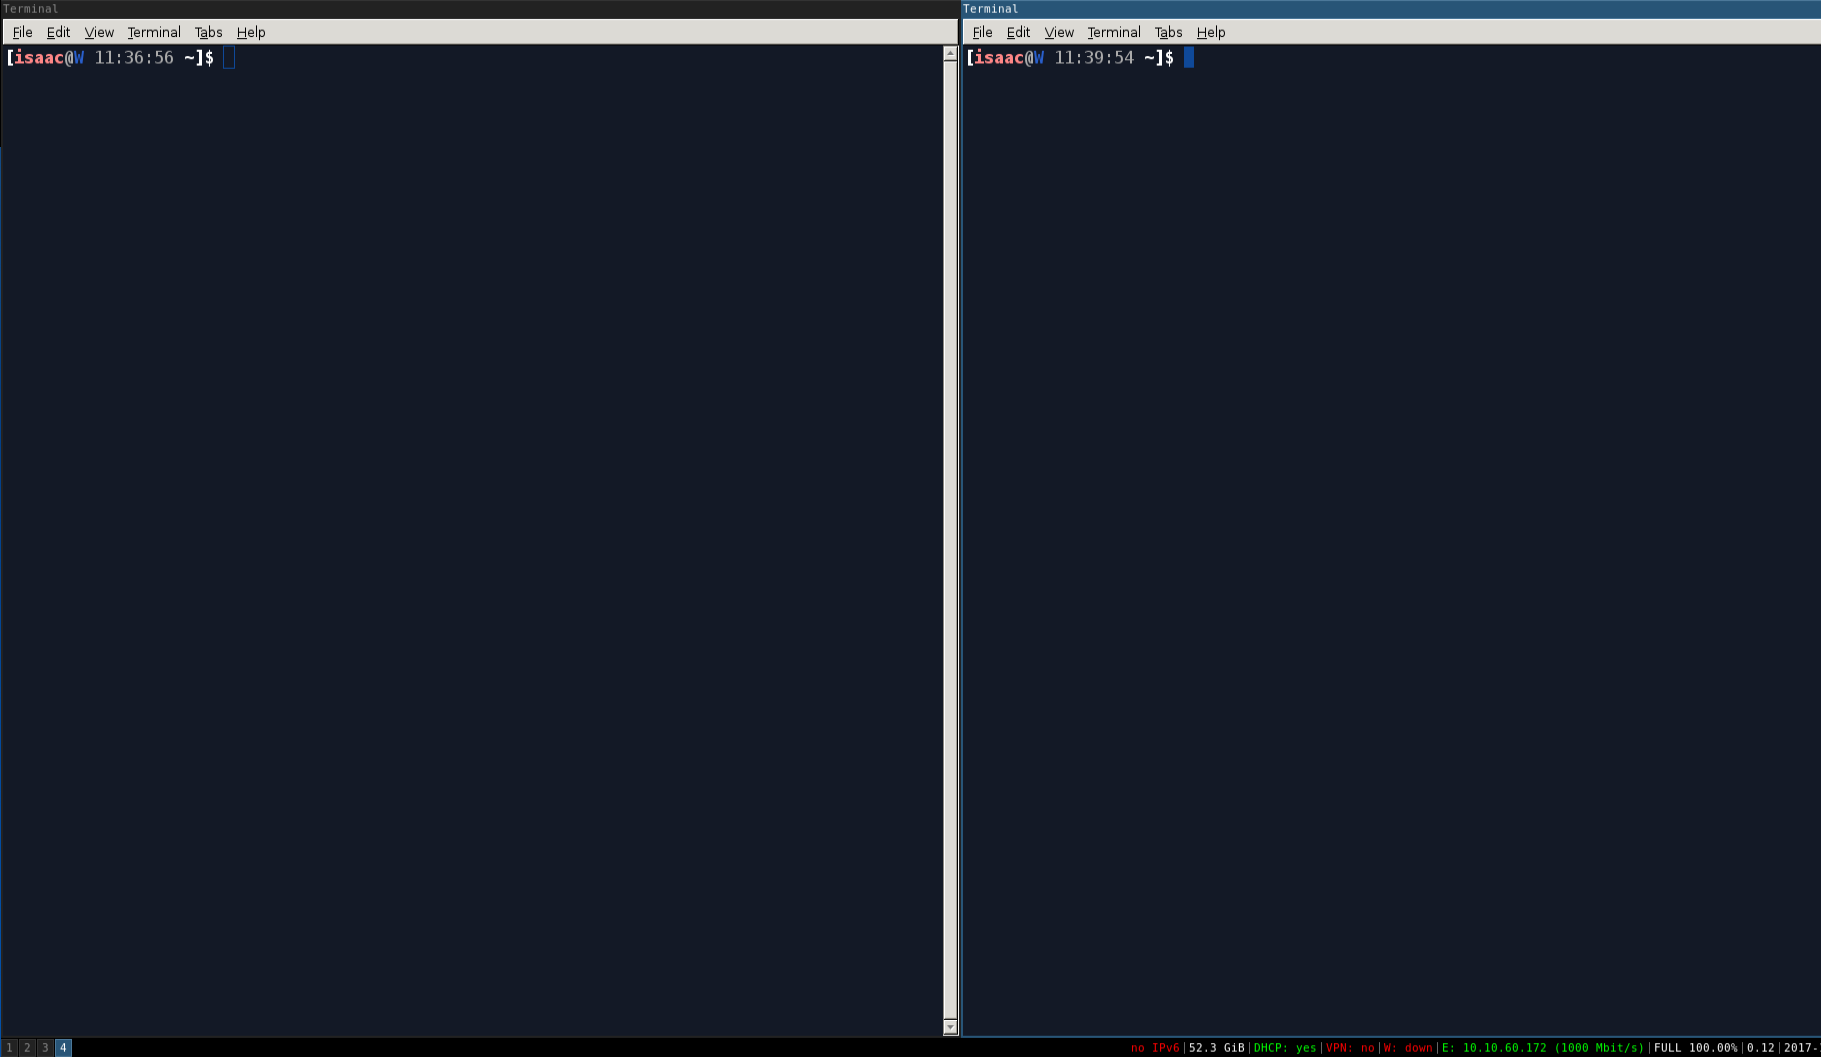 Terminal
File Edit View Terminal Tabs Help
[isaac@W 11:36:56 ~]$
Terminal
File Edit View Terminal Tabs Help
[isaac@W 11:39:54 ~]$
1 2 3 4
no IPv6|52.3 GiB|DHCP: yes|VPN: no|W: down|E: 10.10.60.172 (1000 Mbit/s)|FULL 100.00%|0.12|2017-